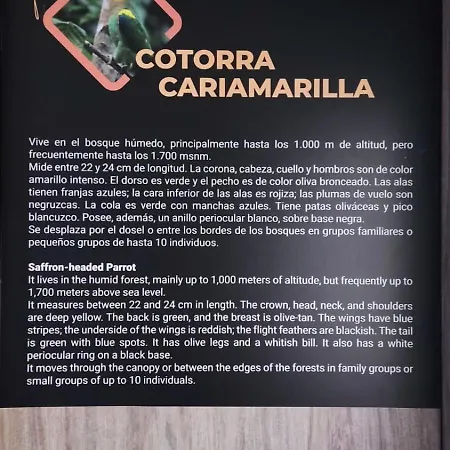 COTORRA
CARIAMARILLA
Vive en el bosque húmedo, principalmente hasta los 1.000 m de altitud, pero
frecuentemente hasta los 1.700 msnm.
Mide entre 22 y 24 cm de longitud. La corona, cabeza, cuello y hombros son de color
amarillo intenso. El dorso es verde y el pecho es de color oliva bronceado. Las alas
tienen franjas azules; la cara inferior de las alas es rojiza; las plumas de vuelo son
negruzcas. La cola es verde con manchas azules. Tiene patas oliváceas y pico
blancuzco. Posee, además, un anillo periocular blanco, sobre base negra.
Se desplaza por el dosel o entre los bordes de los bosques en grupos familiares o
pequeños grupos de hasta 10 individuos.
Saffron-headed Parrot
It lives in the humid forest, mainly up to 1,000 meters of altitude, but frequently up to
1,700 meters above sea level.
It measures between 22 and 24 cm in length. The crown, head, neck, and shoulders
are deep yellow. The back is green, and the breast is olive-tan. The wings have blue
stripes; the underside of the wings is reddish; the flight feathers are blackish. The tail
is green with blue spots. It has olive legs and a whitish bill. It also has a white
periocular ring on a black base.
It moves through the canopy or between the edges of the forests in family groups or
small groups of up to 10 individuals.